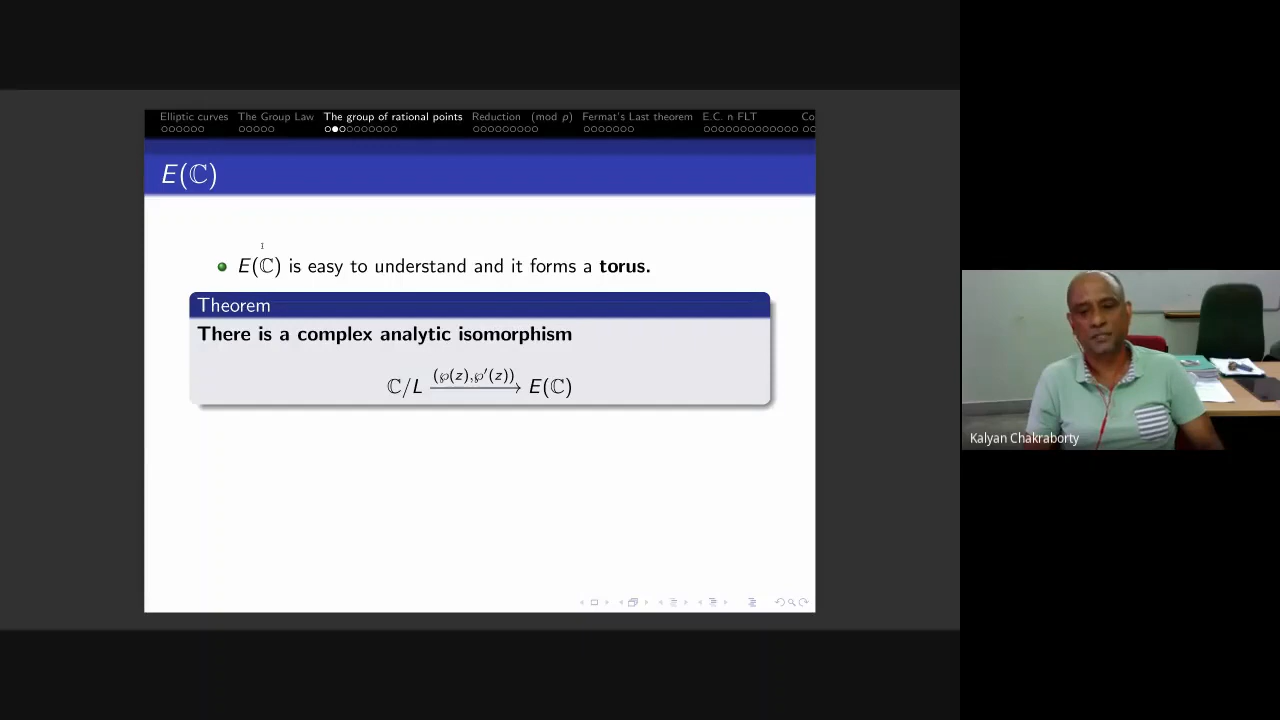 Elliptic curves The Group Law The group of rational points Reduction (mod p) Fermat's Last theorem E.C. n FLT Co
E(ℂ)
E(ℂ) is easy to understand and it forms a torus.
Theorem
There is a complex analytic isomorphism
ℂ/L (℘(z),℘′(z)) → E(ℂ)
Kalyan Chakraborty